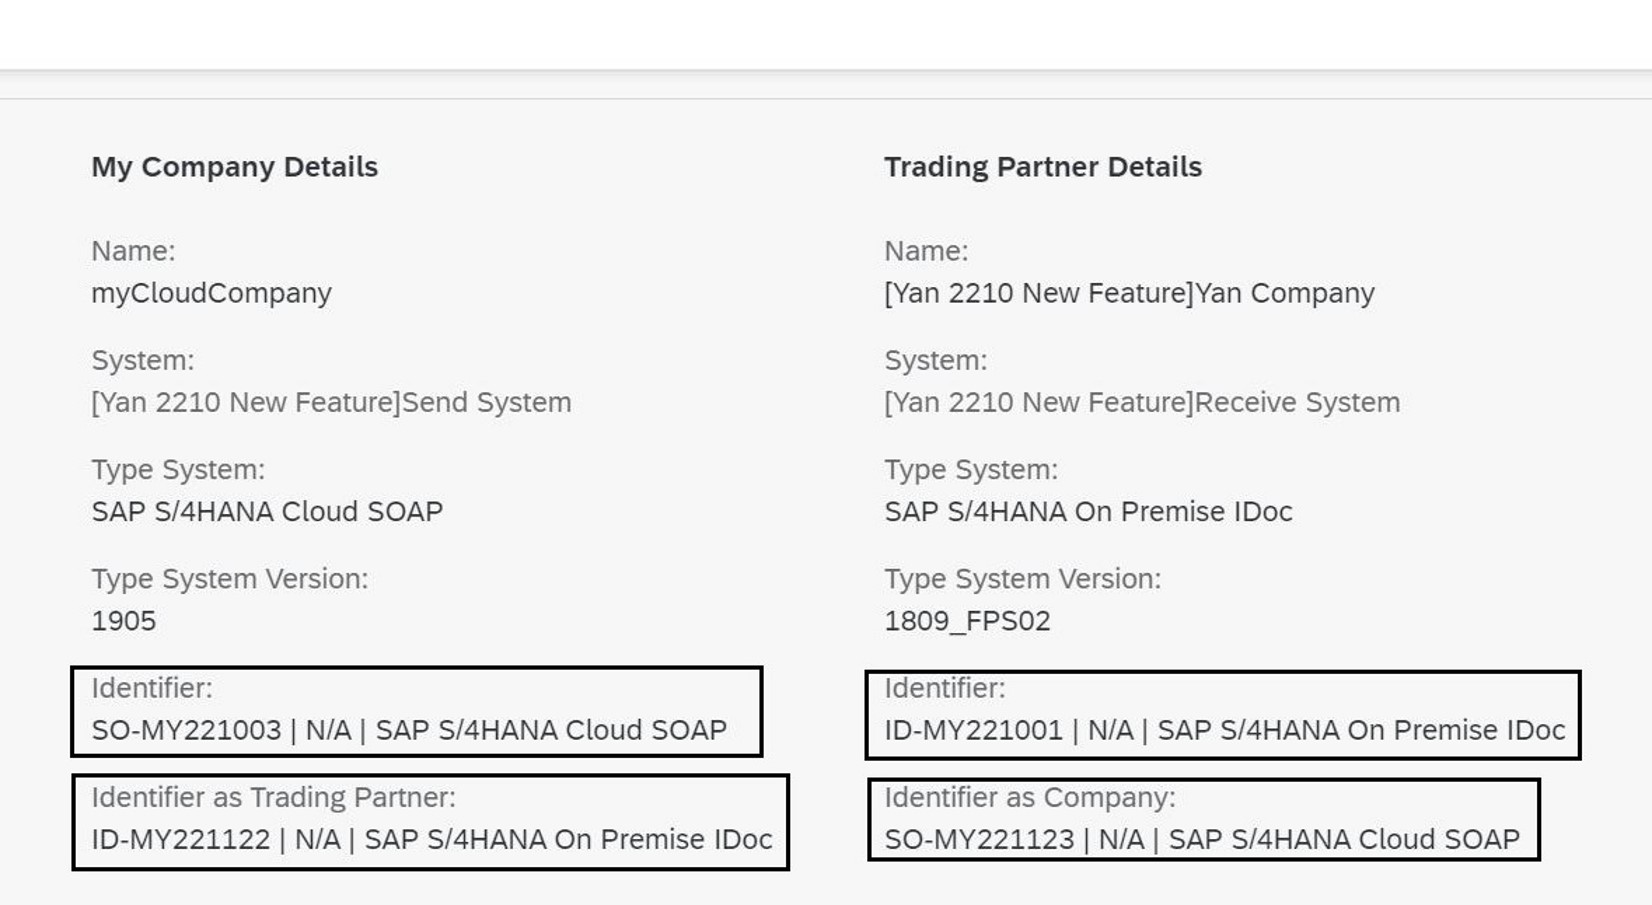 My Company Details
Name:
myCloudCompany
System:
[Yan 2210 New Feature]Send System
Type System:
SAP S/4HANA Cloud SOAP
Type System Version:
1905
Identifier:
SO-MY221003 | N/A | SAP S/4HANA Cloud SOAP
Identifier as Trading Partner:
ID-MY221122 | N/A | SAP S/4HANA On Premise IDoc
Trading Partner Details
Name:
[Yan 2210 New Feature]Yan Company
System:
[Yan 2210 New Feature]Receive System
Type System:
SAP S/4HANA On Premise IDoc
Type System Version:
1809_FPS02
Identifier:
ID-MY221001 | N/A | SAP S/4HANA On Premise IDoc
Identifier as Company:
SO-MY221123 | N/A | SAP S/4HANA Cloud SOAP